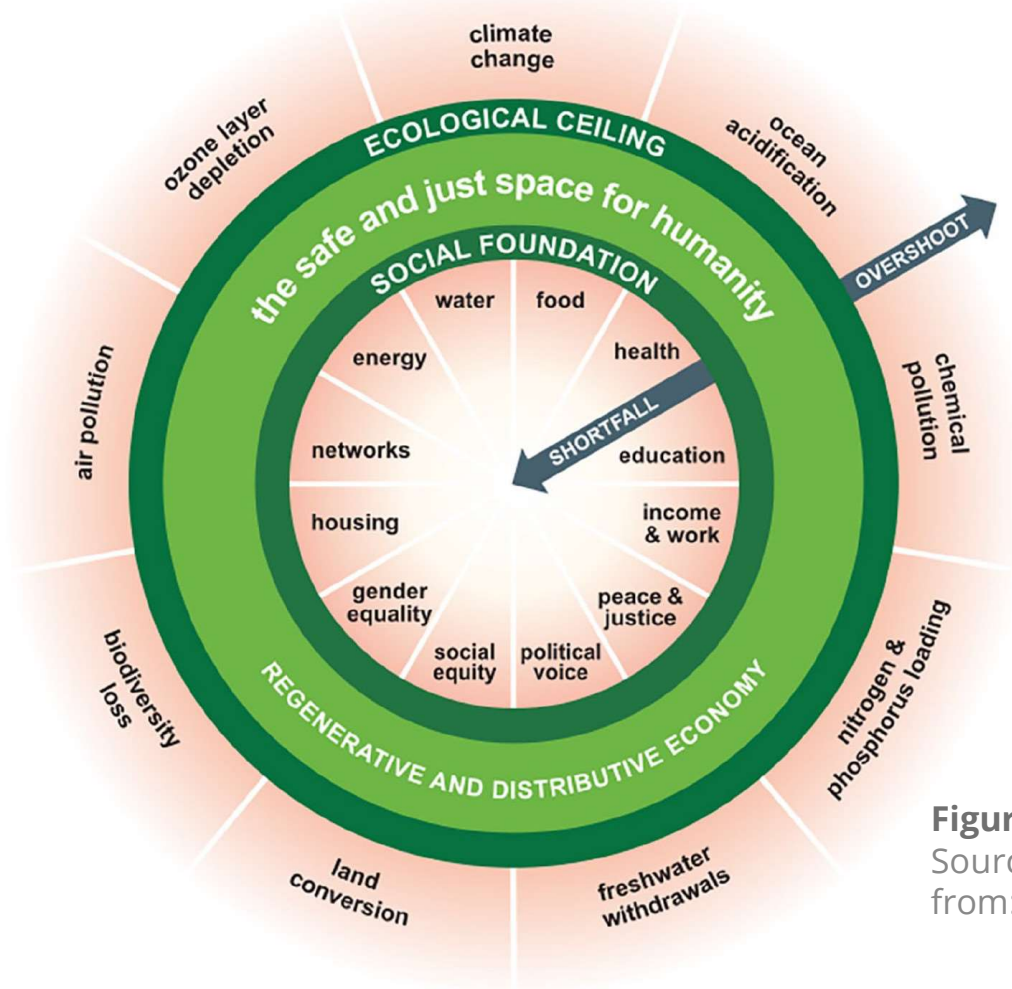 climate
change
ocean
acidification
OVERSHOOT
chemical
pollution
nitrogen &
phosphorus loading
freshwater
withdrawals
land
conversion
biodiversity
loss
air pollution
ozone layer
depletion
ECOLOGICAL CEILING
the safe and just space for humanity
SOCIAL FOUNDATION
water
food
health
SHORTFALL
education
income
& work
peace &
justice
political
voice
social
equity
gender
equality
housing
networks
energy
REGENERATIVE AND DISTRIBUTIVE ECONOMY
Figur
Sourc
from: